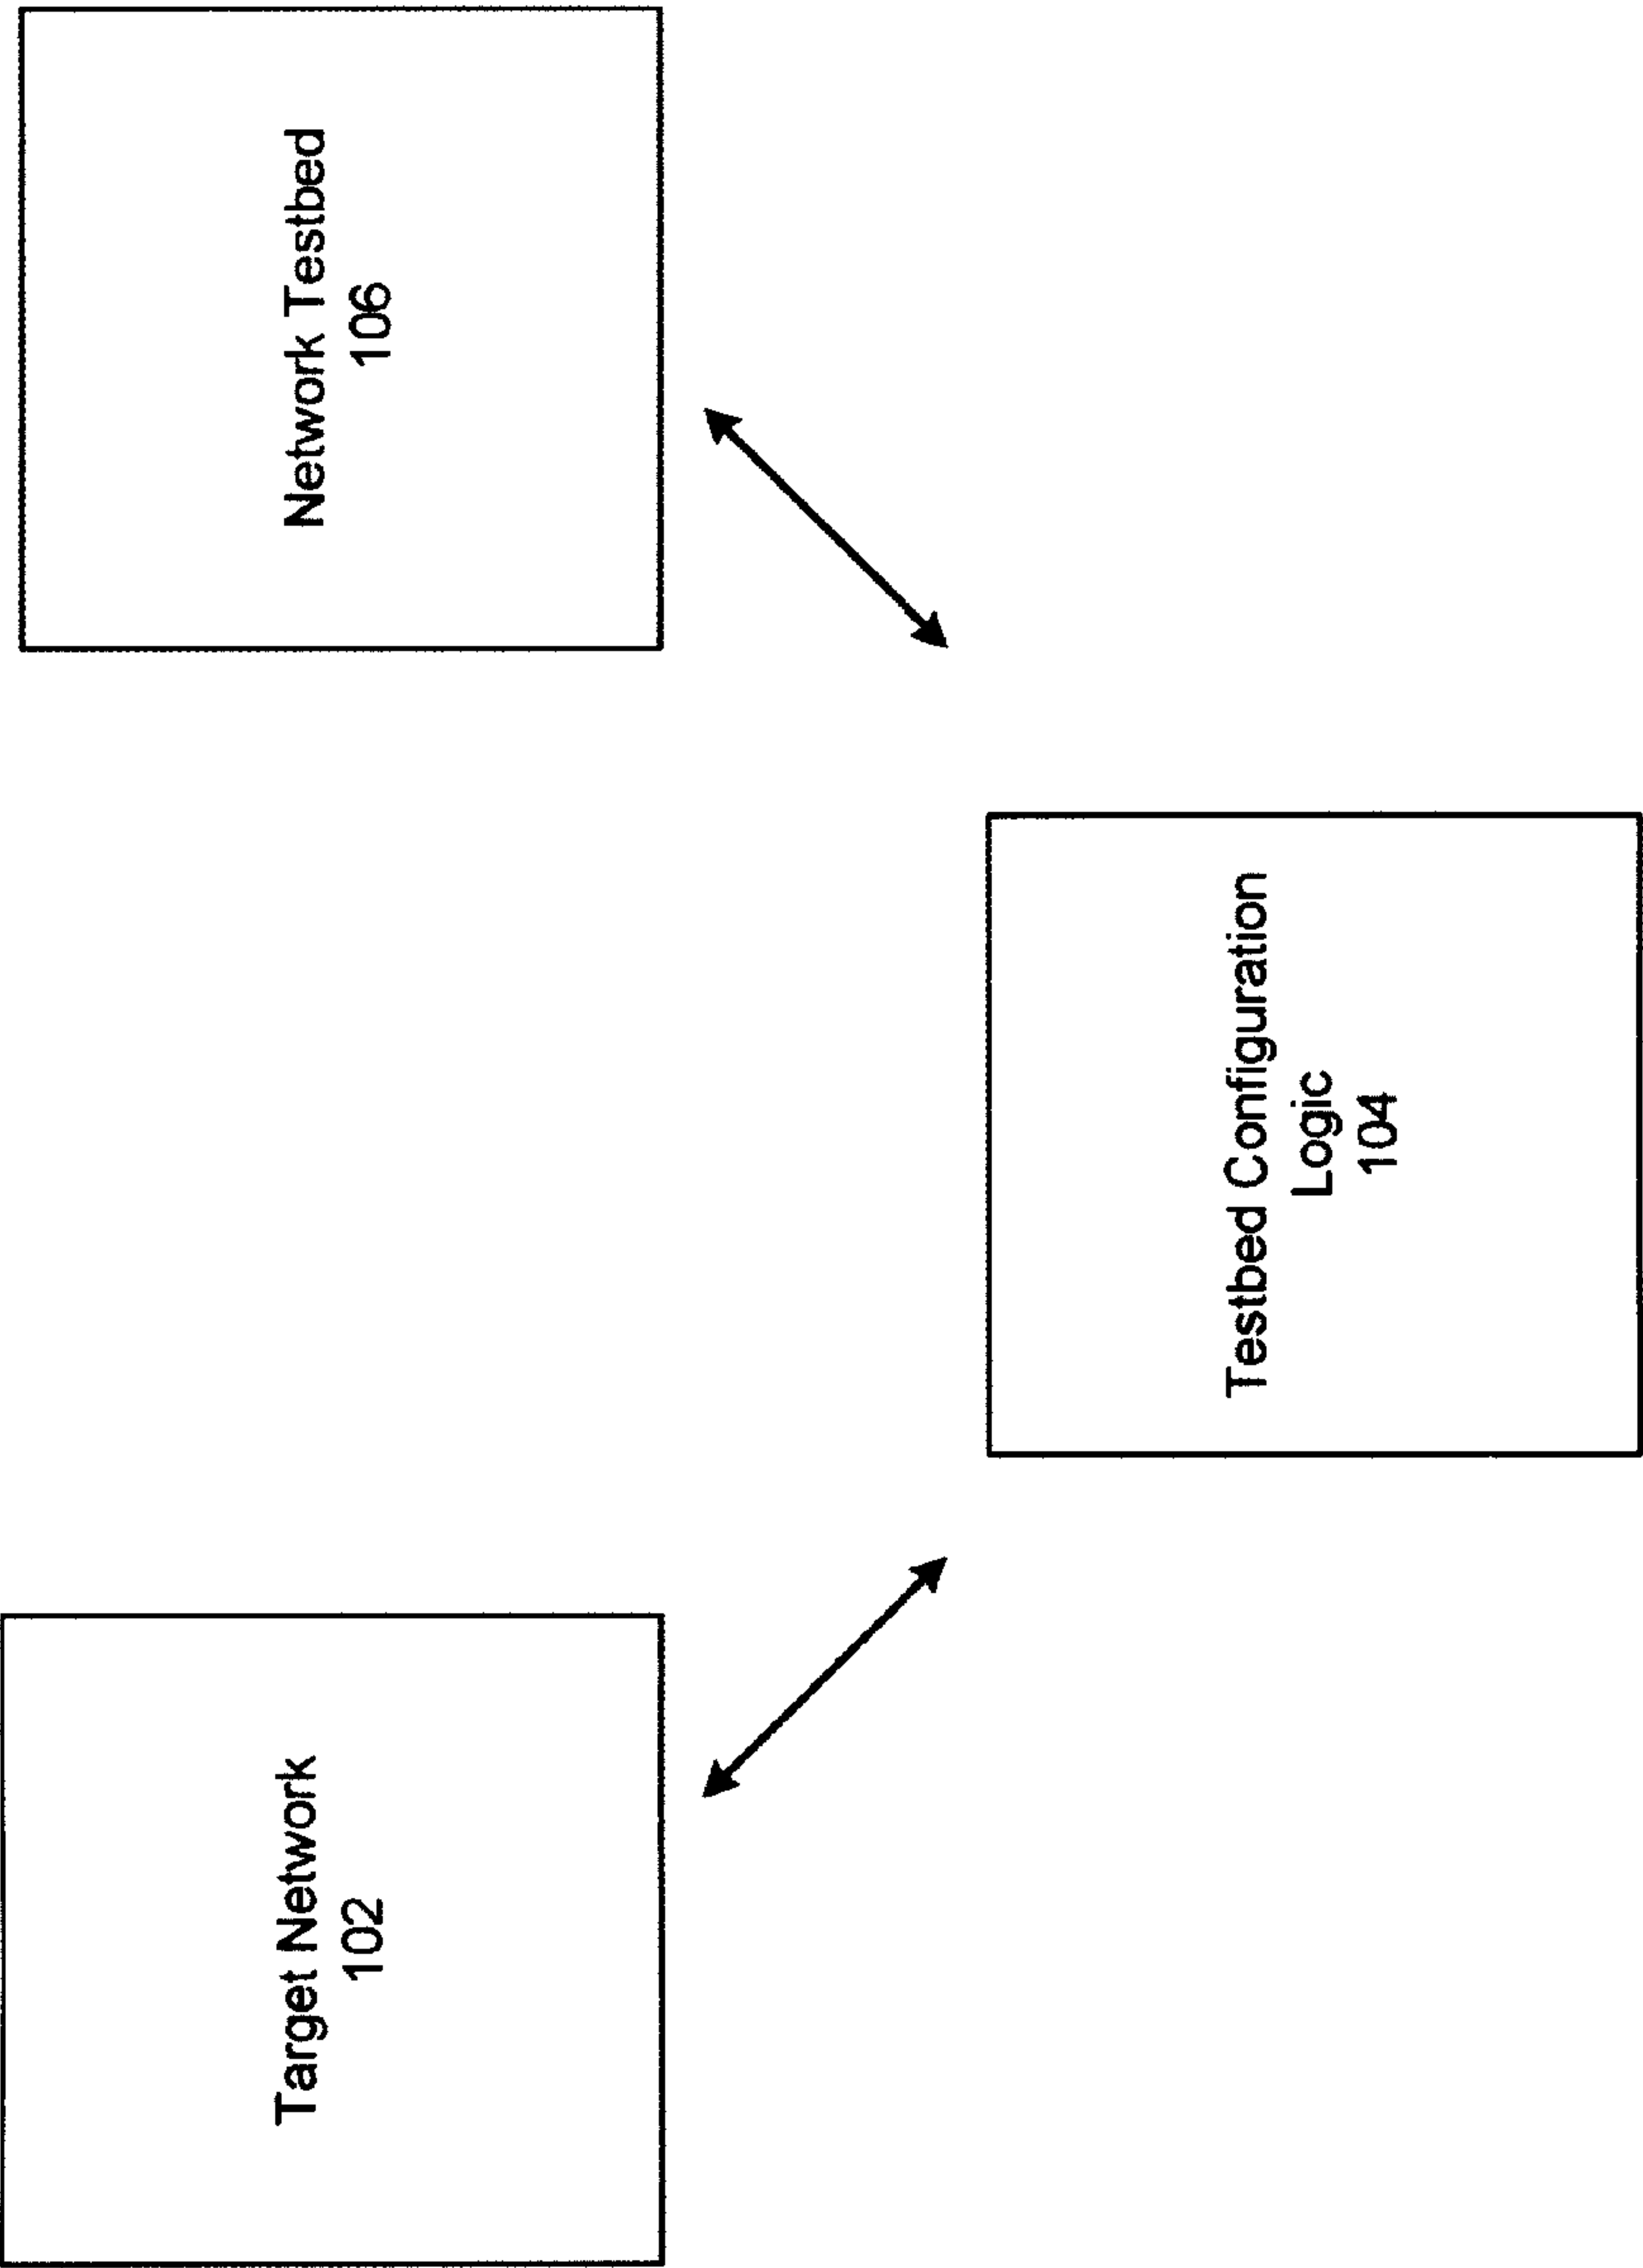 Target Network
102
Network Testbed
106
Testbed Configuration
Logic
104